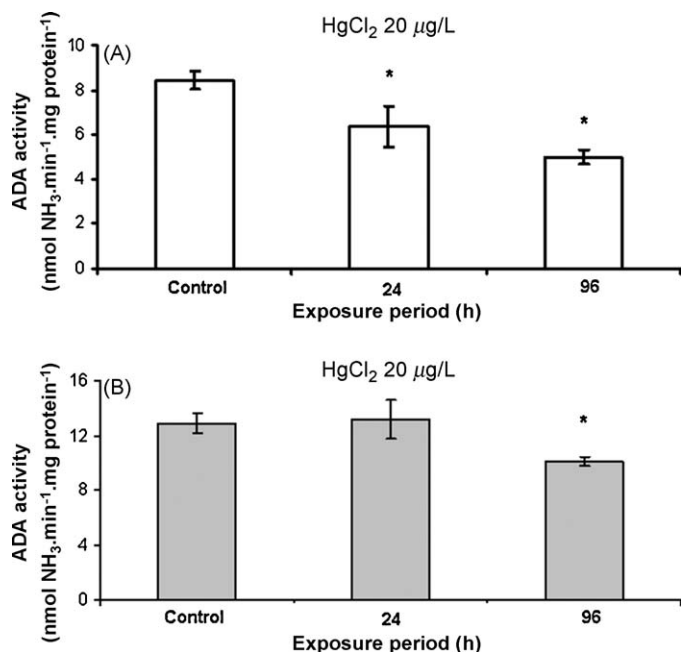 HgCl₂ 20 μg/L
(A)
ADA activity
(nmol NH₃.min⁻¹.mg protein⁻¹)
10
8
6
4
2
0
*
*
Control
24
96
Exposure period (h)
HgCl₂ 20 μg/L
(B)
ADA activity
(nmol NH₃.min⁻¹.mg protein⁻¹)
16
12
8
4
0
*
Control
24
96
Exposure period (h)